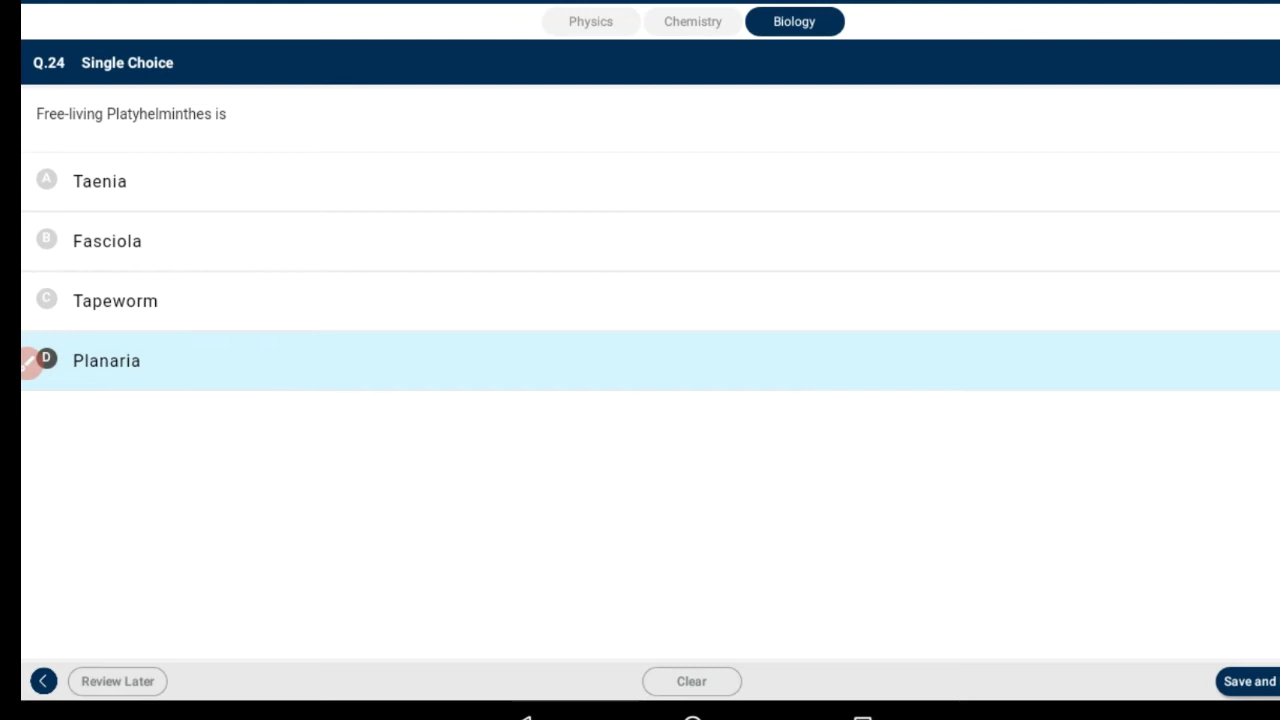 Physics Chemistry Biology
Q.24 Single Choice
Free-living Platyhelminthes is
A Taenia
B Fasciola
C Tapeworm
D Planaria
Review Later Clear Save and